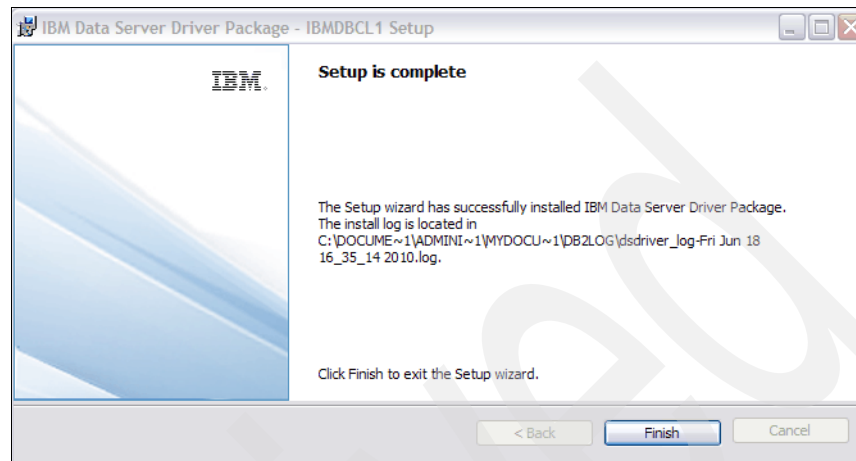 IBM Data Server Driver Package - IBMDBCL1 Setup
IBM.
Setup is complete
The Setup wizard has successfully installed IBM Data Server Driver Package.
The install log is located in
C:\DOCUME~1\ADMINI~1\MYDOCU~1\DB2LOG\dsdriver_log-Fri Jun 18
16_35_14 2010.log.
Click Finish to exit the Setup wizard.
< Back Finish Cancel